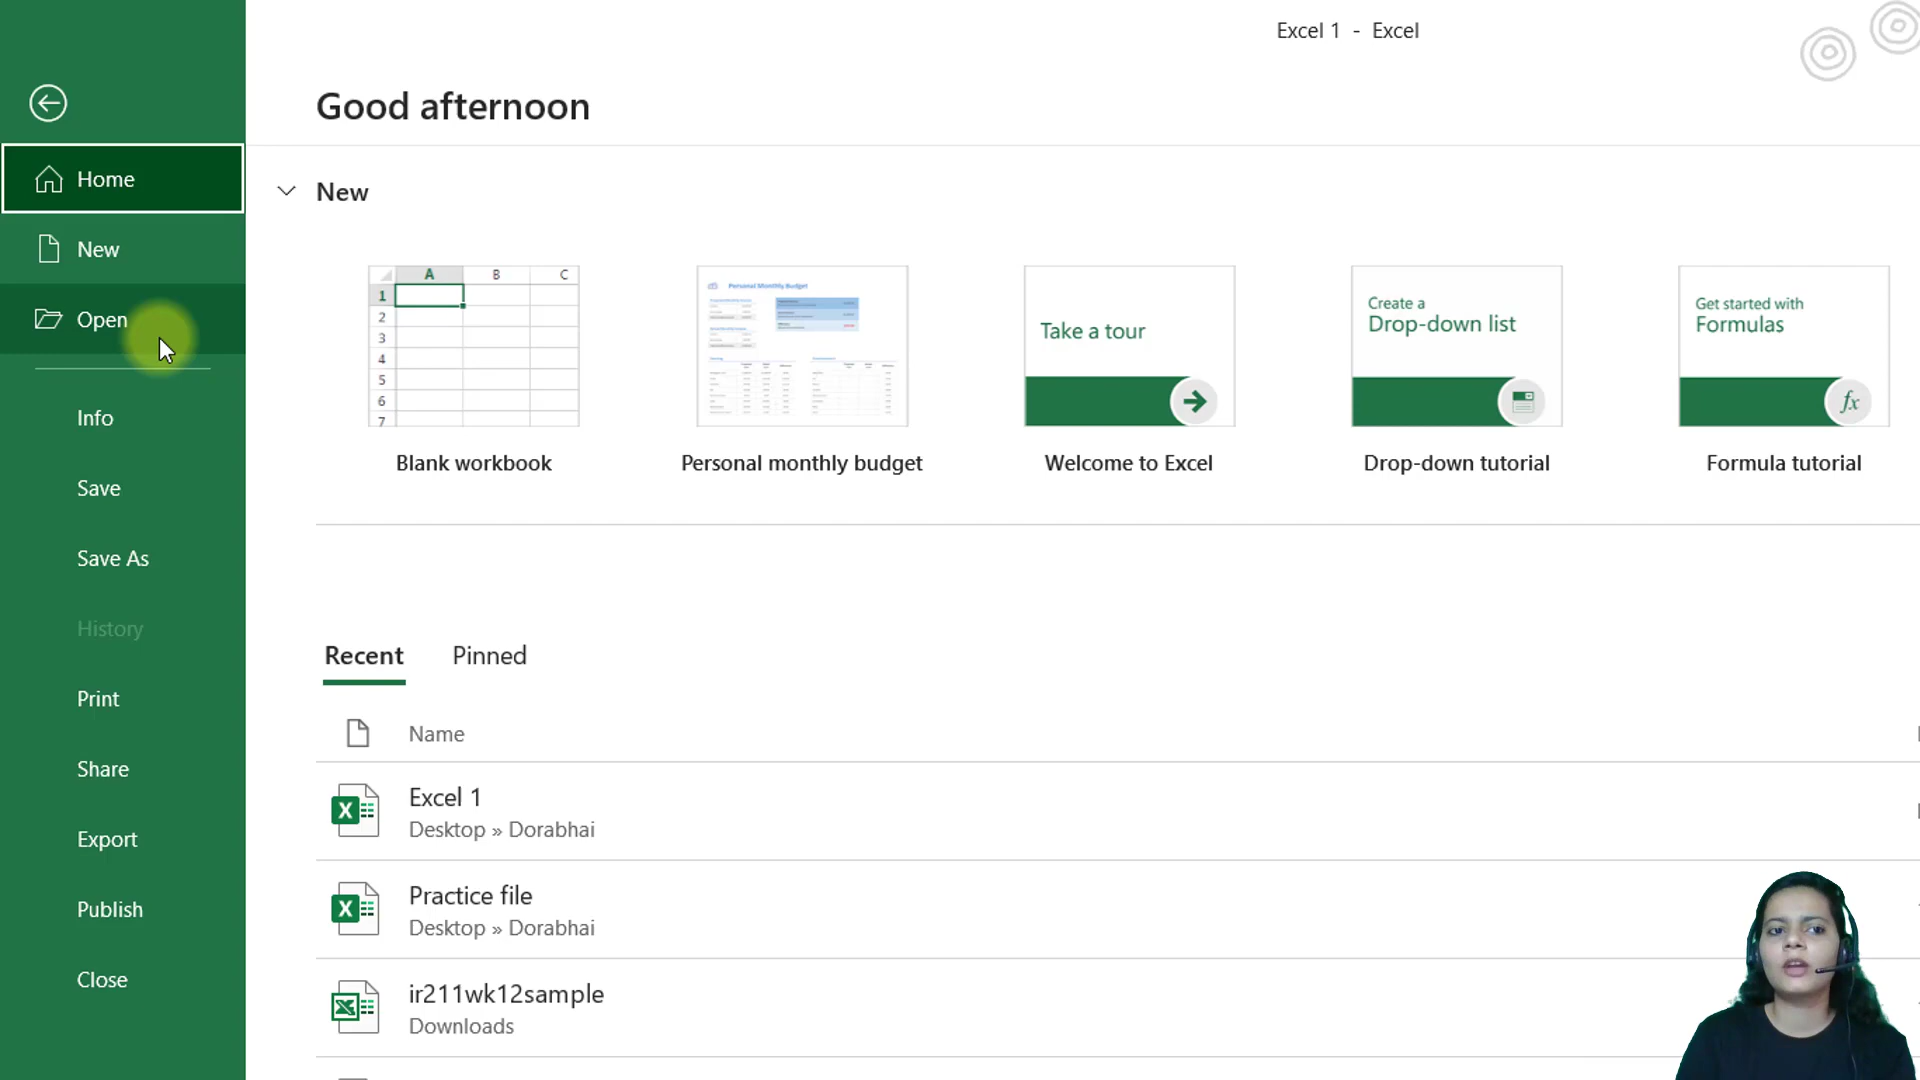 Excel 1 - Excel
Good afternoon
Home
New
Open
Info
Save
Save As
History
Print
Share
Export
Publish
Close
New
A B C
1
2
3
4
5
6
7
Blank workbook
Personal Monthly Budget
Personal monthly budget
Take a tour
Welcome to Excel
Create a
Drop-down list
Drop-down tutorial
Get started with
Formulas
fx
Formula tutorial
Recent Pinned
Name
Excel 1
Desktop » Dorabhai
Practice file
Desktop » Dorabhai
ir211wk12sample
Downloads